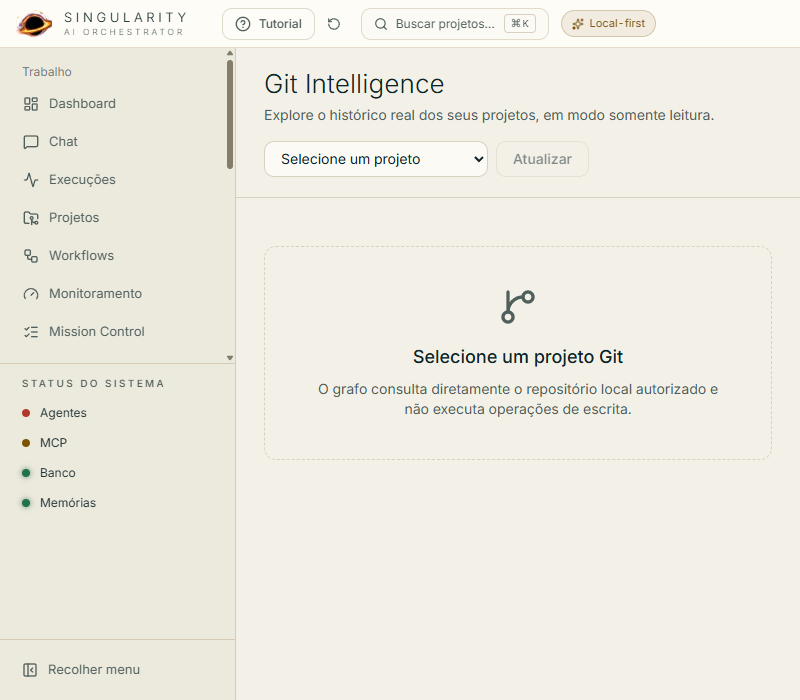 SINGULARITY
AI ORCHESTRATOR
Tutorial
Buscar projetos...
⌘K
Local-first
Trabalho
Dashboard
Chat
Execuções
Projetos
Workflows
Monitoramento
Mission Control
STATUS DO SISTEMA
Agentes
MCP
Banco
Memórias
Recolher menu
Git Intelligence
Explore o histórico real dos seus projetos, em modo somente leitura.
Selecione um projeto
Atualizar
Selecione um projeto Git
O grafo consulta diretamente o repositório local autorizado e
não executa operações de escrita.